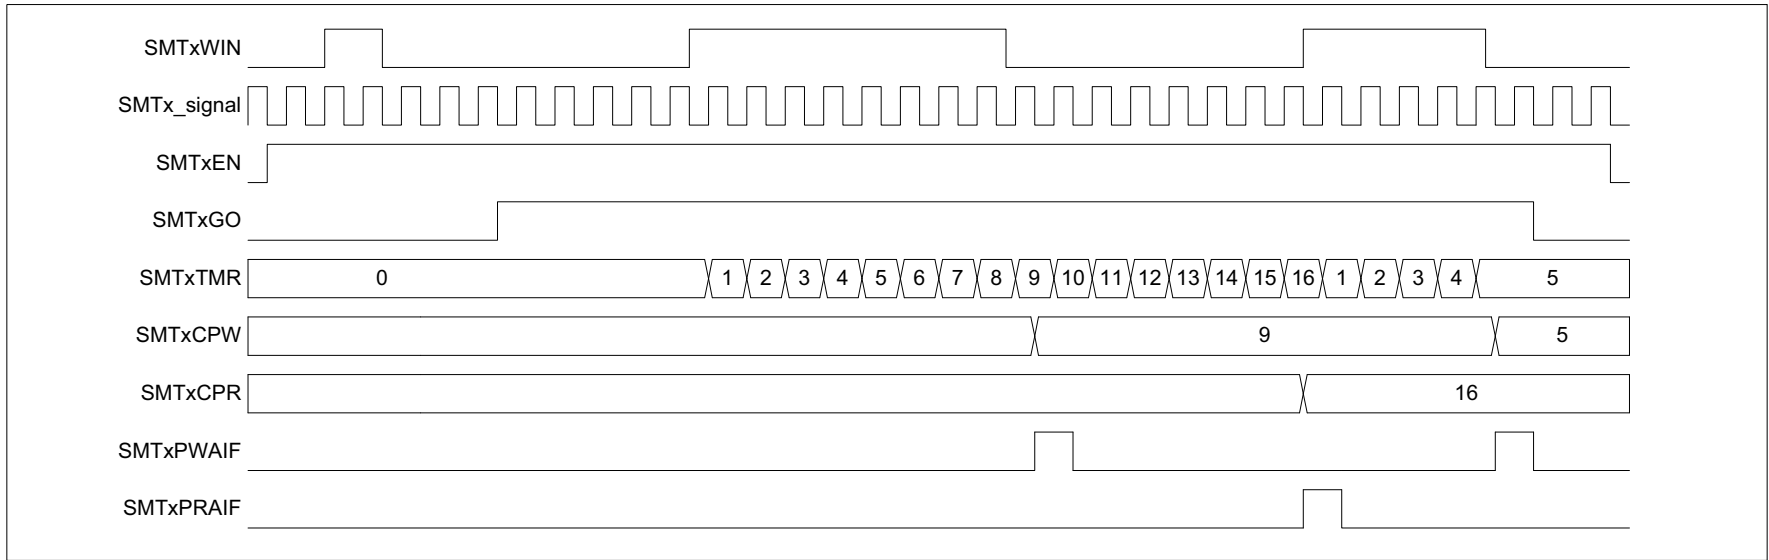 SMTxWIN
SMTx_signal
SMTxEN
SMTxGO
SMTxTMR 0 1 2 3 4 5 6 7 8 9 10 11 12 13 14 15 16 1 2 3 4 5
SMTxCPW 9 5
SMTxCPR 16
SMTxPWAIF
SMTxPRAIF